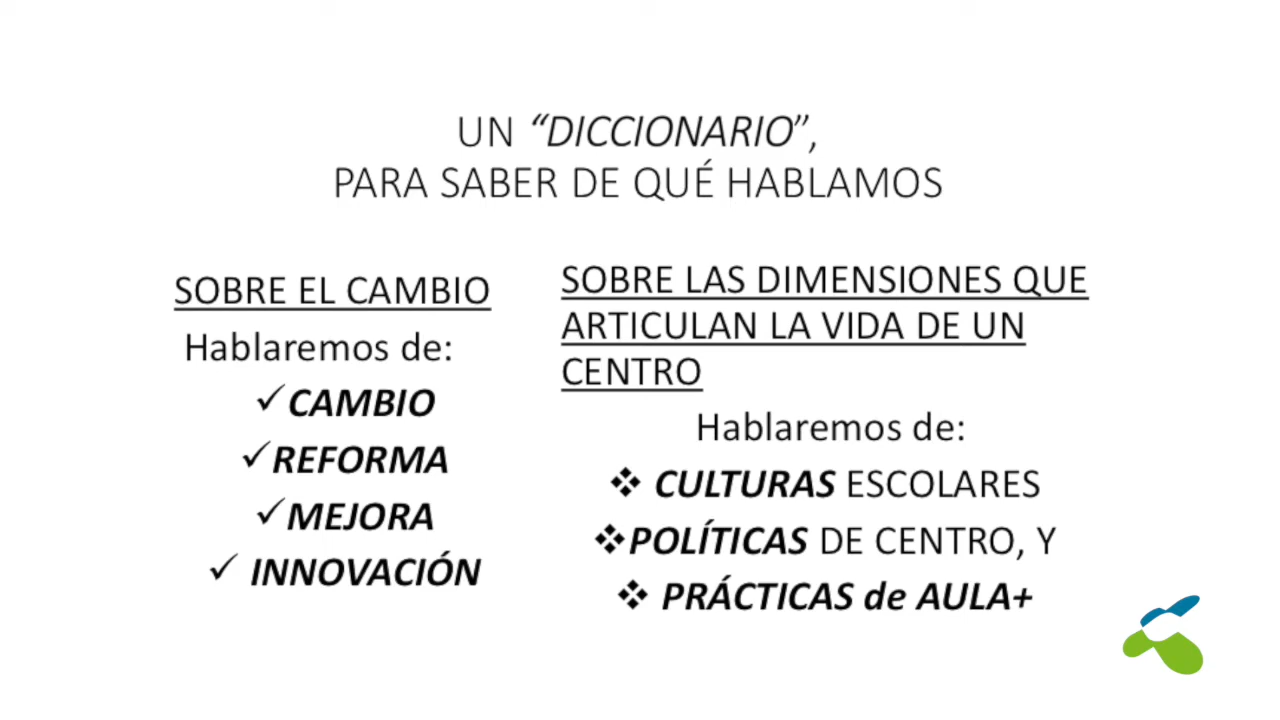 UN “DICCIONARIO”,
PARA SABER DE QUÉ HABLAMOS
SOBRE EL CAMBIO
Hablaremos de:
✓CAMBIO
✓REFORMA
✓MEJORA
✓ INNOVACIÓN
SOBRE LAS DIMENSIONES QUE
ARTICULAN LA VIDA DE UN
CENTRO
Hablaremos de:
❖ CULTURAS ESCOLARES
❖POLÍTICAS DE CENTRO, Y
❖ PRÁCTICAS de AULA+